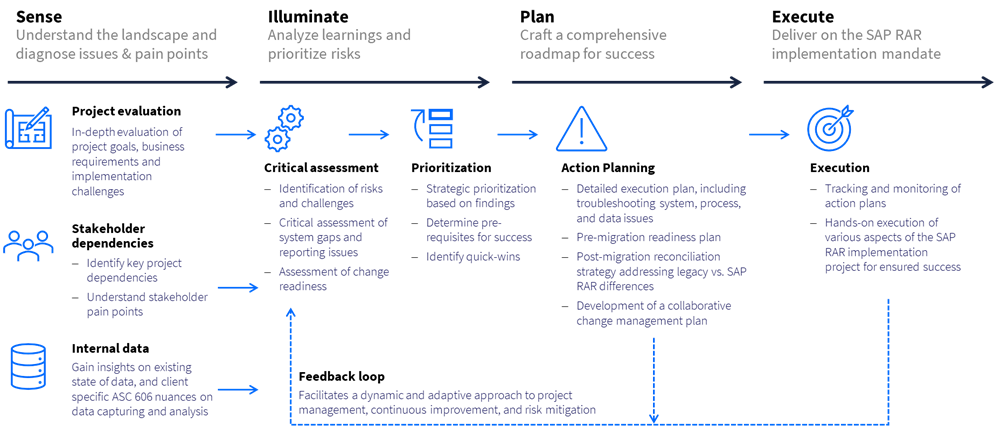 Sense
Understand the landscape and
diagnose issues & pain points
Illuminate
Analyze learnings and
prioritize risks
Plan
Craft a comprehensive
roadmap for success
Execute
Deliver on the SAP RAR
implementation mandate
Project evaluation
In-depth evaluation of
project goals, business
requirements and
implementation
challenges
Stakeholder
dependencies
– Identify key project
dependencies
– Understand stakeholder
pain points
Internal data
Gain insights on existing
state of data, and client
specific ASC 606 nuances on
data capturing and analysis
Critical assessment
– Identification of risks
and challenges
– Critical assessment of
system gaps and
reporting issues
– Assessment of change
readiness
Prioritization
– Strategic prioritization
based on findings
– Determine pre-
requisites for success
– Identify quick-wins
Action Planning
– Detailed execution plan, including
troubleshooting system, process,
and data issues
– Pre-migration readiness plan
– Post-migration reconciliation
strategy addressing legacy vs. SAP
RAR differences
– Development of a collaborative
change management plan
Execution
– Tracking and monitoring of
action plans
– Hands-on execution of
various aspects of the SAP
RAR implementation
project for ensured success
Feedback loop
Facilitates a dynamic and adaptive approach to project
management, continuous improvement, and risk mitigation